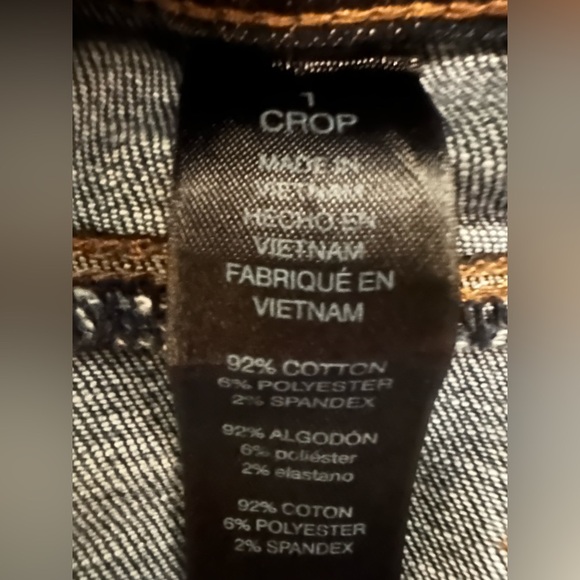 1
CROP
MADE IN
VIETNAM
HECHO EN
VIETNAM
FABRIQUÉ EN
VIETNAM
92% COTTON
6% POLYESTER
2% SPANDEX
92% ALGODÓN
6% poliéster
2% elastano
92% COTON
6% POLYESTER
2% SPANDEX